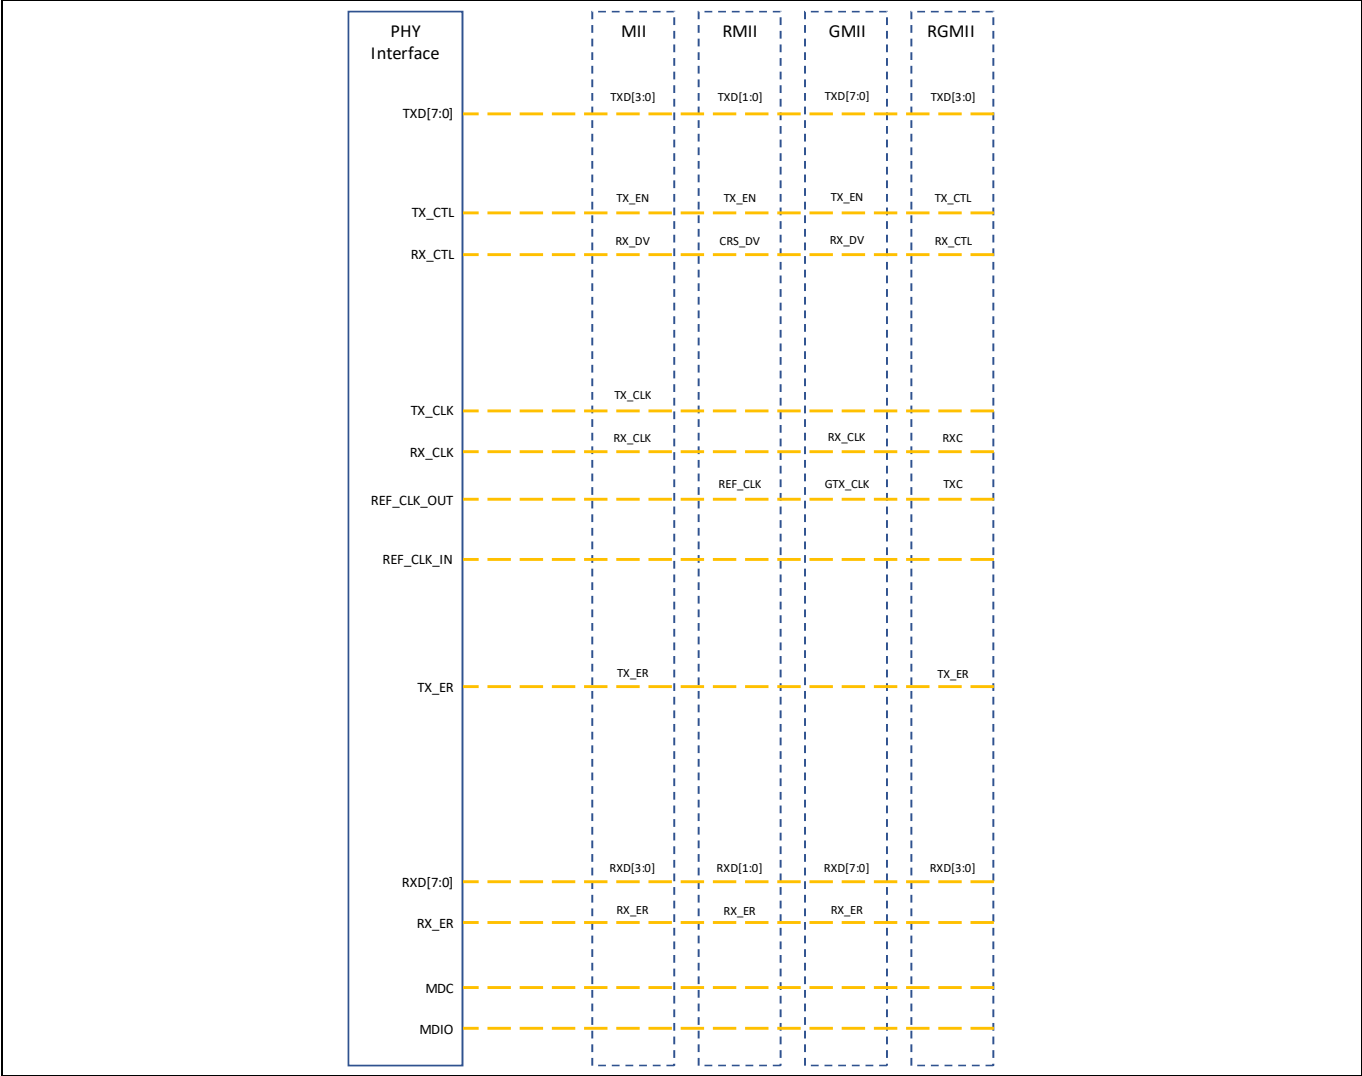 PHY
Interface
MII
RMII
GMII
RGMII
TXD[7:0]
TXD[3:0]
TXD[1:0]
TXD[7:0]
TXD[3:0]
TX_CTL
TX_EN
TX_EN
TX_EN
TX_CTL
RX_CTL
RX_DV
CRS_DV
RX_DV
RX_CTL
TX_CLK
TX_CLK
RX_CLK
RX_CLK
RX_CLK
RXC
REF_CLK_OUT
REF_CLK
GTX_CLK
TXC
REF_CLK_IN
TX_ER
TX_ER
TX_ER
RXD[7:0]
RXD[3:0]
RXD[1:0]
RXD[7:0]
RXD[3:0]
RX_ER
RX_ER
RX_ER
RX_ER
MDC
MDIO